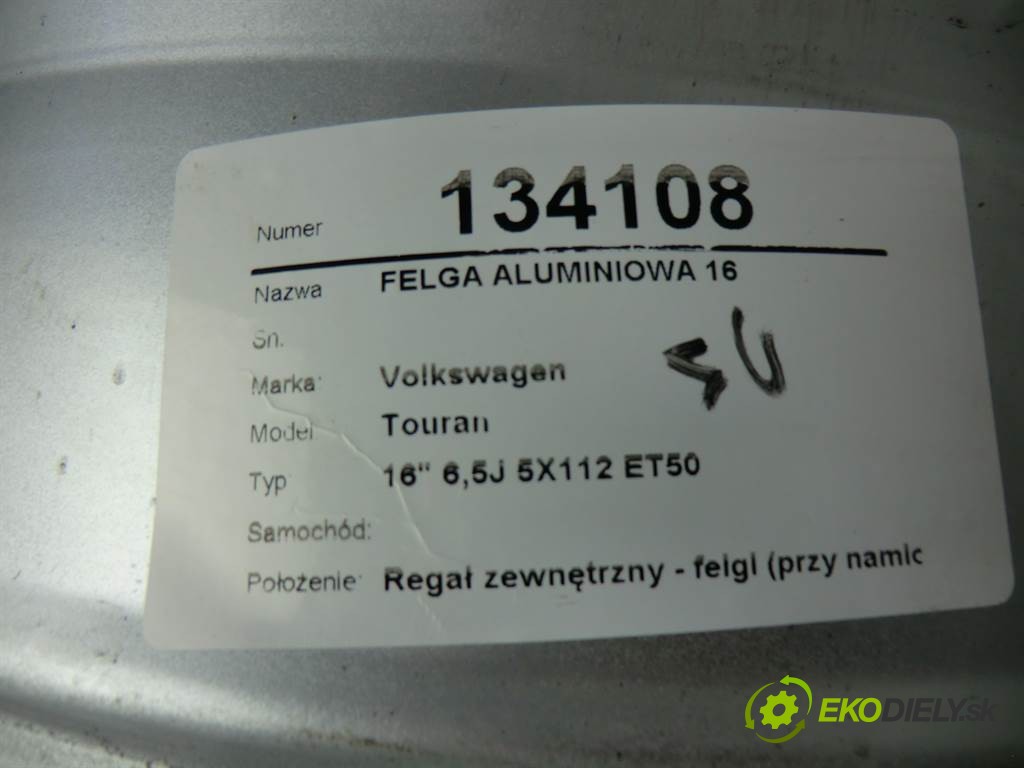 Numer 134108
Nazwa FELGA ALUMINIOWA 16
Sn.
Marka: Volkswagen
Model Touran
Typ 16" 6,5J 5X112 ET50
Samochód:
Położenie: Regał zewnętrzny - felgi (przy namic
EKODIELY.sk